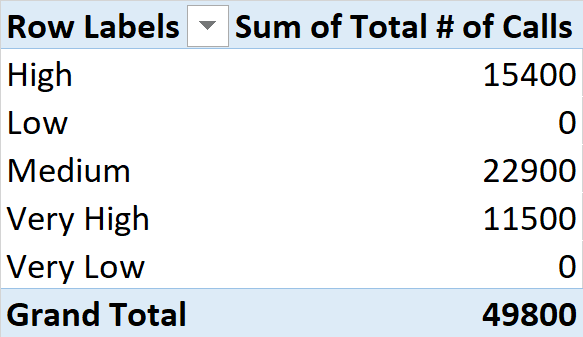 Row Labels Sum of Total # of Calls
High 15400
Low 0
Medium 22900
Very High 11500
Very Low 0
Grand Total 49800